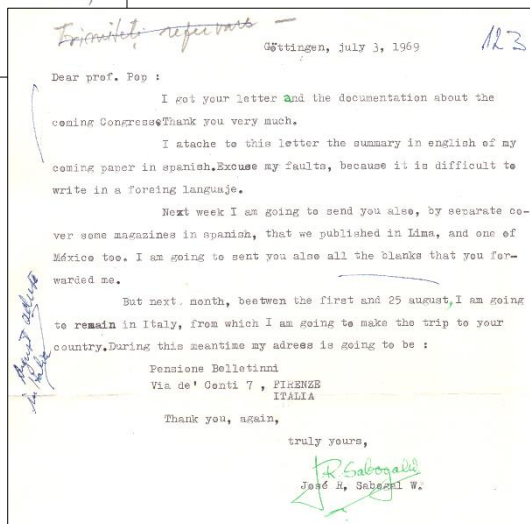 Trimiteți referare —
Göttingen, july 3, 1969
123
Dear prof. Pop :
I got your letter and the documentation about the
coming Congresse Thank you very much.
I atache to this letter the summary in english of my
coming paper in spanish.Excuse my faults, because it is difficult to
write in a foreing languaje.
Next week I am going to send you also, by separate co-
ver some magazines in spanish, that we published in Lima, and one of
México too. I am going to sent you also all the blanks that you for-
warded me.
But next month, beetwen the first and 25 august,I am going
to remain in Italy, from which I am going to make the trip to your
country.During this meantime my adrees is going to be :
Pensione Belletinni
Via de' Conti 7 , FIRENZE
ITALIA
Thank you, again,
truly yours,
J R. Sabogal W
José R, Sabogal W.